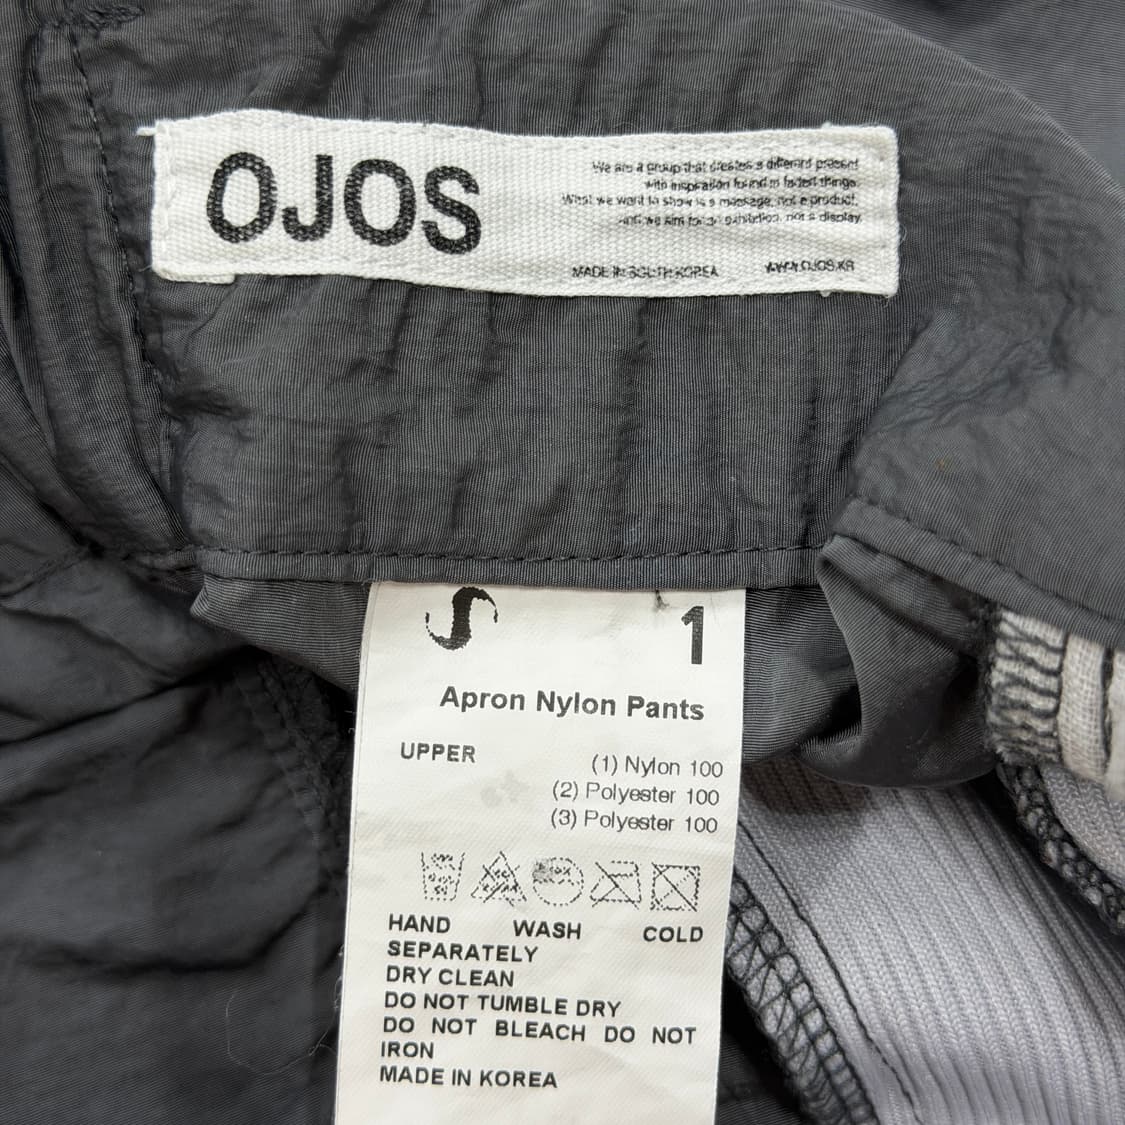 OJOS
We are a group that creates a different present
with inspiration found in faded things.
What we want to show is a message, not a product,
and we aim for an exhibition, not a display.
MADE IN SOUTH KOREA
WWW.OJOS.KR
1
Apron Nylon Pants
UPPER
(1) Nylon 100
(2) Polyester 100
(3) Polyester 100
HAND WASH COLD
SEPARATELY
DRY CLEAN
DO NOT TUMBLE DRY
DO NOT BLEACH DO NOT
IRON
MADE IN KOREA